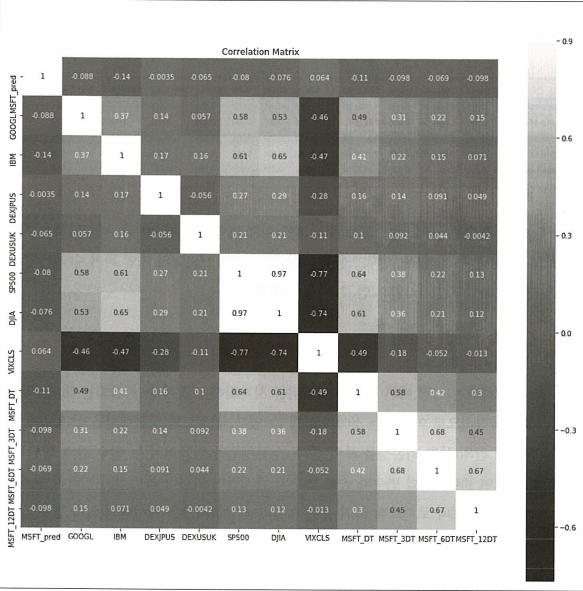 Correlation Matrix
MSFT_pred 1 -0.088 -0.14 -0.0035 -0.065 -0.08 -0.076 0.064 -0.11 -0.098 -0.069 -0.098
GOOGL -0.088 1 0.37 0.14 0.057 0.58 0.53 -0.46 0.49 0.31 0.22 0.15
IBM -0.14 0.37 1 0.17 0.16 0.61 0.65 -0.47 0.41 0.22 0.15 0.071
DEXJPUS -0.0035 0.14 0.17 1 -0.056 0.27 0.29 -0.28 0.16 0.14 0.091 0.049
DEXUSUK -0.065 0.057 0.16 -0.056 1 0.21 0.21 -0.11 0.1 0.092 0.044 -0.0042
SP500 -0.08 0.58 0.61 0.27 0.21 1 0.97 -0.77 0.64 0.38 0.22 0.13
DJIA -0.076 0.53 0.65 0.29 0.21 0.97 1 -0.74 0.61 0.36 0.21 0.12
VIXCLS 0.064 -0.46 -0.47 -0.28 -0.11 -0.77 -0.74 1 -0.49 -0.18 -0.052 -0.013
MSFT_DT -0.11 0.49 0.41 0.16 0.1 0.64 0.61 -0.49 1 0.58 0.42 0.3
MSFT_3DT -0.098 0.31 0.22 0.14 0.092 0.38 0.36 -0.18 0.58 1 0.68 0.45
MSFT_6DT -0.069 0.22 0.15 0.091 0.044 0.22 0.21 -0.052 0.42 0.68 1 0.67
MSFT_12DT -0.098 0.15 0.071 0.049 -0.0042 0.13 0.12 -0.013 0.3 0.45 0.67 1
MSFT_pred GOOGL IBM DEXJPUS DEXUSUK SP500 DJIA VIXCLS MSFT_DT MSFT_3DT MSFT_6DT MSFT_12DT
0.9
0.6
0.3
0.0
-0.3
-0.6